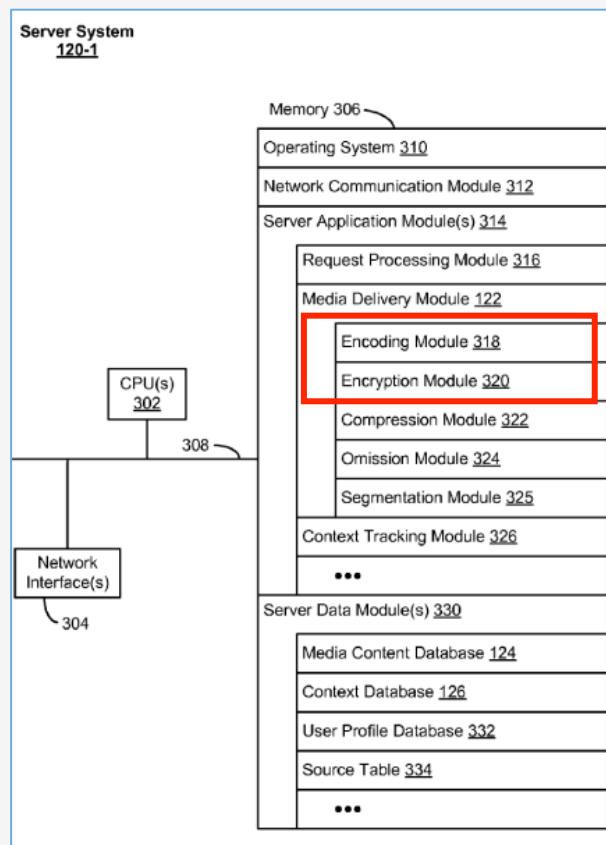 Server System
120-1
Memory 306
Operating System 310
Network Communication Module 312
Server Application Module(s) 314
Request Processing Module 316
Media Delivery Module 122
Encoding Module 318
Encryption Module 320
CPU(s)
302
Compression Module 322
308
Omission Module 324
Segmentation Module 325
Context Tracking Module 326
•••
Network
Interface(s)
304
Server Data Module(s) 330
Media Content Database 124
Context Database 126
User Profile Database 332
Source Table 334
•••